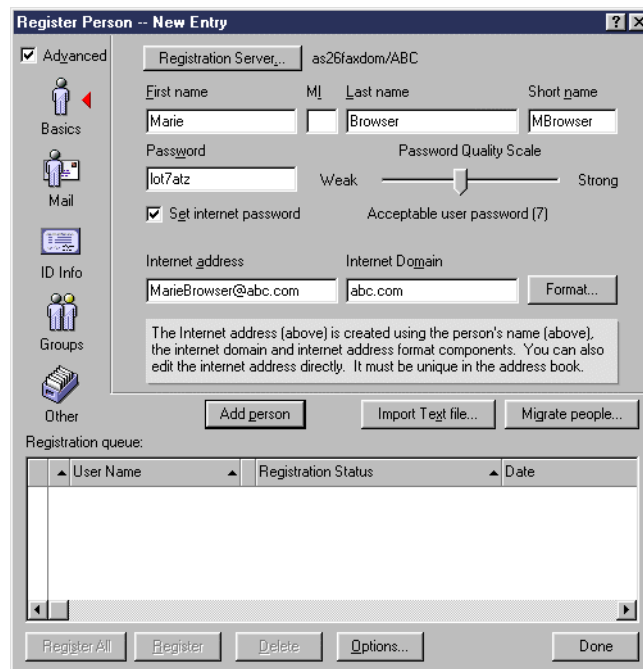 Register Person -- New Entry
Advanced
Registration Server... as26faxdom/ABC
First name MI Last name Short name
Marie Browser MBrowser
Basics
Password Password Quality Scale
lot7atz Weak Strong
Mail
Set internet password Acceptable user password (7)
ID Info
Internet address Internet Domain
MarieBrowser@abc.com abc.com Format...
Groups
The Internet address (above) is created using the person's name (above),
the internet domain and internet address format components. You can also
edit the internet address directly. It must be unique in the address book.
Other
Add person Import Text file... Migrate people...
Registration queue:
User Name Registration Status Date
Register All Register Delete Options... Done